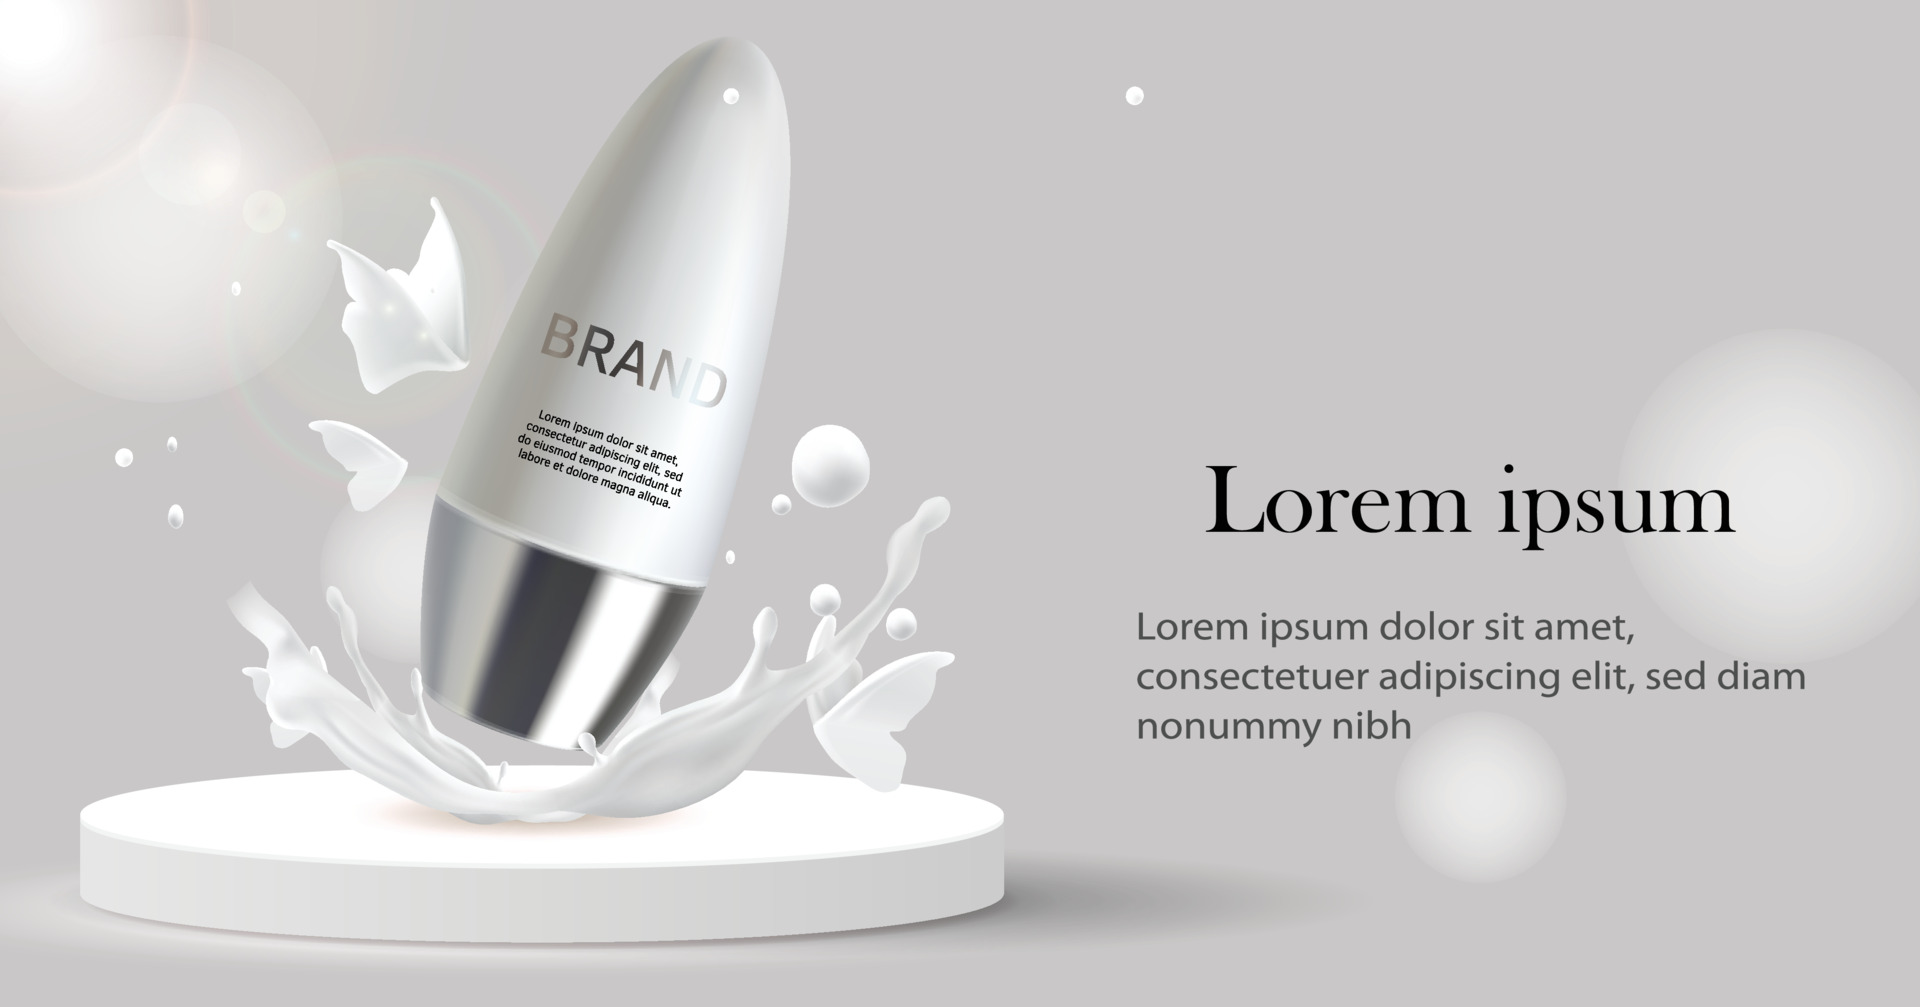 BRAND
Lorem Ipsum dolor sit amet,
consectetur adipiscing elit, sed
do eiusmod tempor incididunt ut
labore et dolore magna aliqua.
Lorem ipsum
Lorem ipsum dolor sit amet,
consectetuer adipiscing elit, sed diam
nonummy nibh